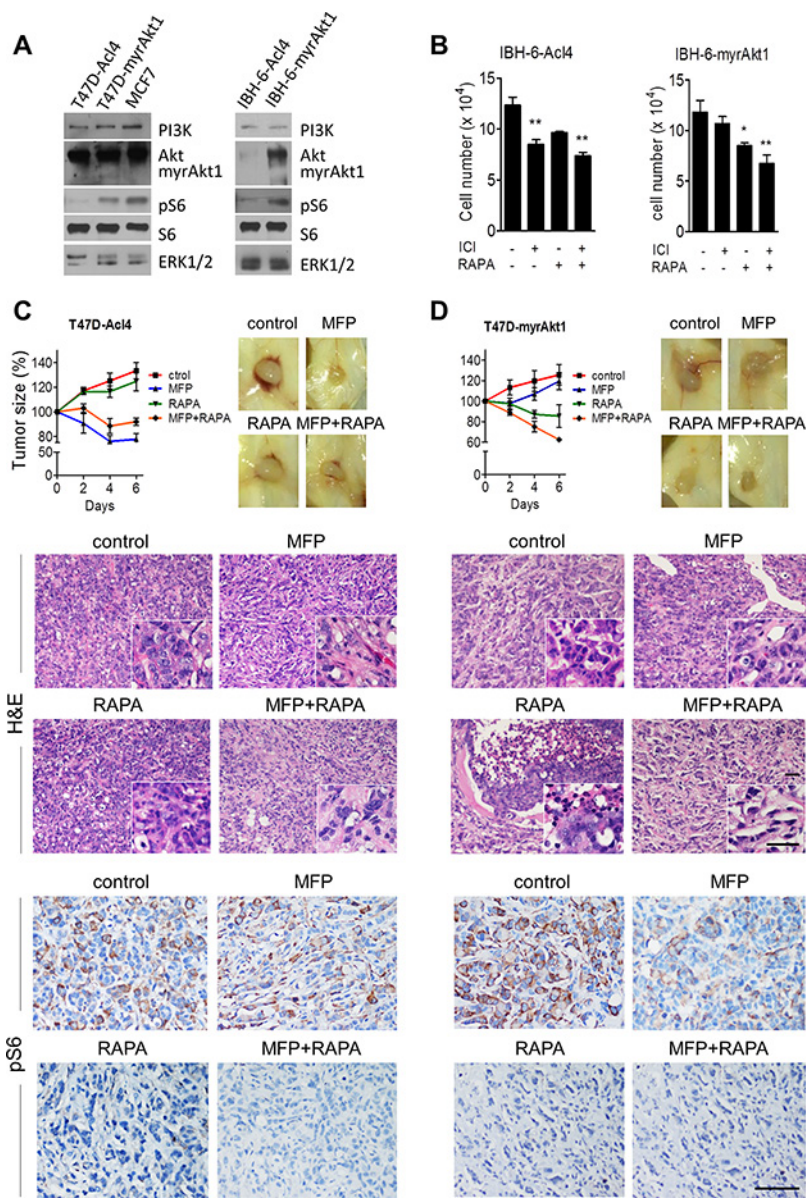 A
T47D-Acl4
T47D-myrAkt1
MCF7
IBH-6-Acl4
IBH-6-myrAkt1
PI3K
Akt
myrAkt1
pS6
S6
ERK1/2
PI3K
Akt
myrAkt1
pS6
S6
ERK1/2
B
IBH-6-Acl4
Cell number (x 10⁴)
15
10
5
0
**
**
ICI - + - +
RAPA - - + +
IBH-6-myrAkt1
cell number (x 10⁴)
15
10
5
0
*
**
ICI - + - +
RAPA - - + +
C
T47D-Acl4
Tumor size (%)
140
120
100
80
50
0
0 2 4 6
Days
ctrol
MFP
RAPA
MFP+RAPA
control MFP
RAPA MFP+RAPA
D
T47D-myrAkt1
140
120
100
80
60
50
0
0 2 4 6
Days
control
MFP
RAPA
MFP+RAPA
control MFP
RAPA MFP+RAPA
H&E
control MFP control MFP
RAPA MFP+RAPA RAPA MFP+RAPA
pS6
control MFP control MFP
RAPA MFP+RAPA RAPA MFP+RAPA